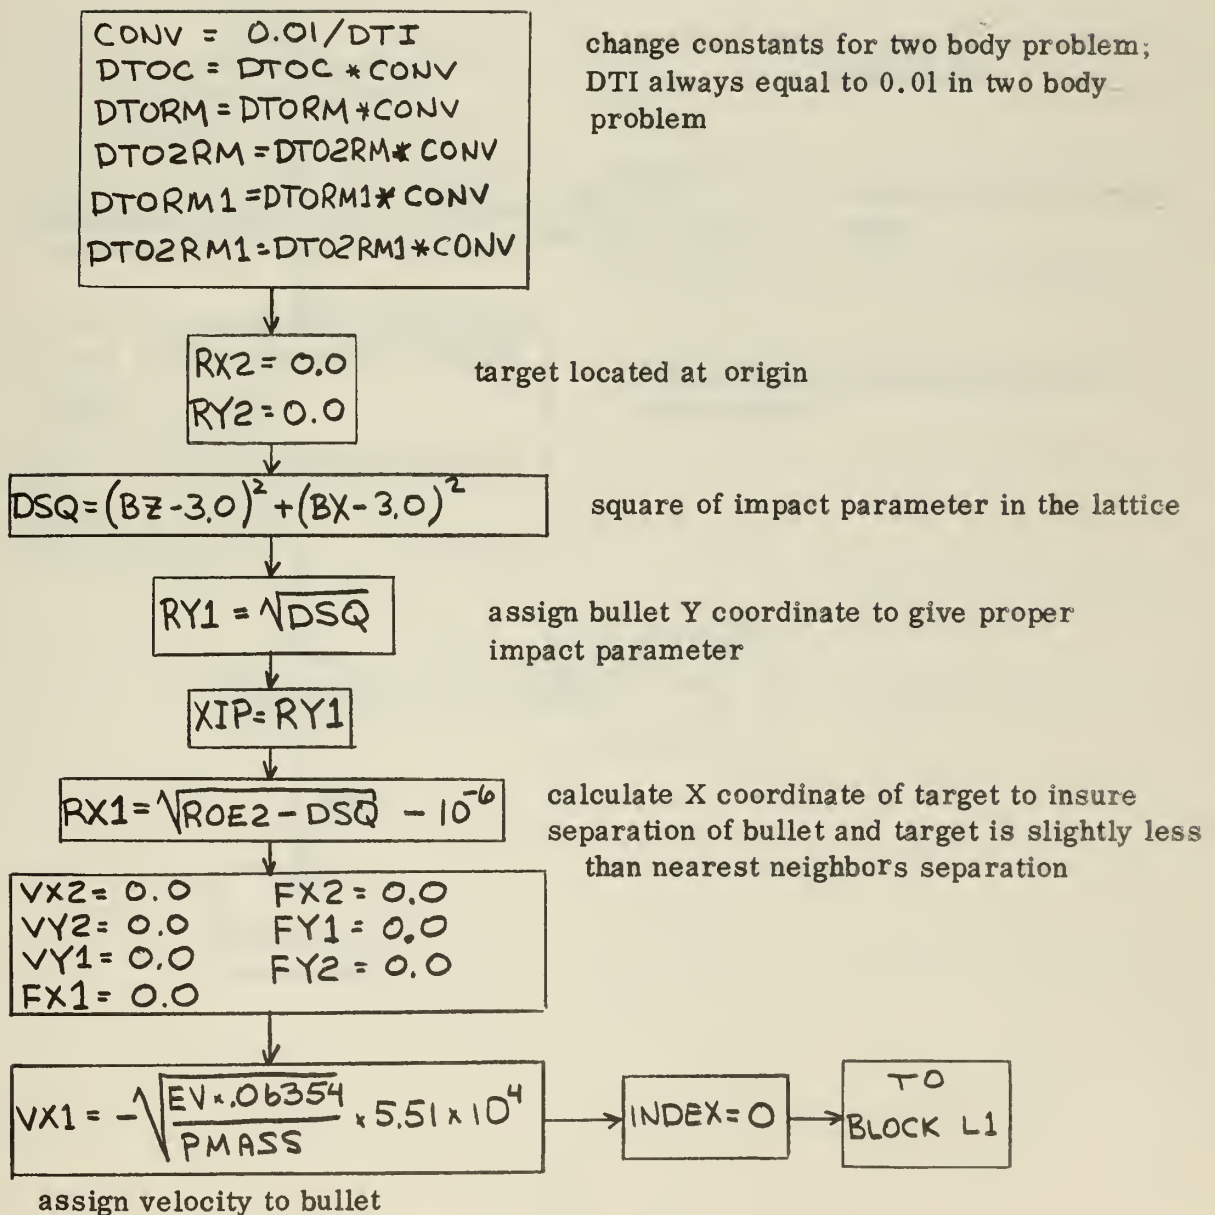 CONV = 0.01/DTI
DTOC = DTOC * CONV
DTORM = DTORM*CONV
DTO2RM = DTO2RM* CONV
DTORM1 = DTORM1* CONV
DTO2RM1 = DTO2RM1*CONV
change constants for two body problem;
DTI always equal to 0.01 in two body
problem
RX2 = 0.0
RY2 = 0.0
target located at origin
DSQ = (BZ-3.0)² + (BX-3.0)²
square of impact parameter in the lattice
RY1 = √DSQ
assign bullet Y coordinate to give proper
impact parameter
XIP = RY1
RX1 = √ROE2 - DSQ - 10⁻⁶
calculate X coordinate of target to insure
separation of bullet and target is slightly less
than nearest neighbors separation
VX2 = 0.0 FX2 = 0.0
VY2 = 0.0 FY1 = 0.0
VY1 = 0.0 FY2 = 0.0
FX1 = 0.0
VX1 = -√EV x .06354 / PMASS x 5.51 x 10⁴
INDEX = 0
TO
BLOCK L1
assign velocity to bullet